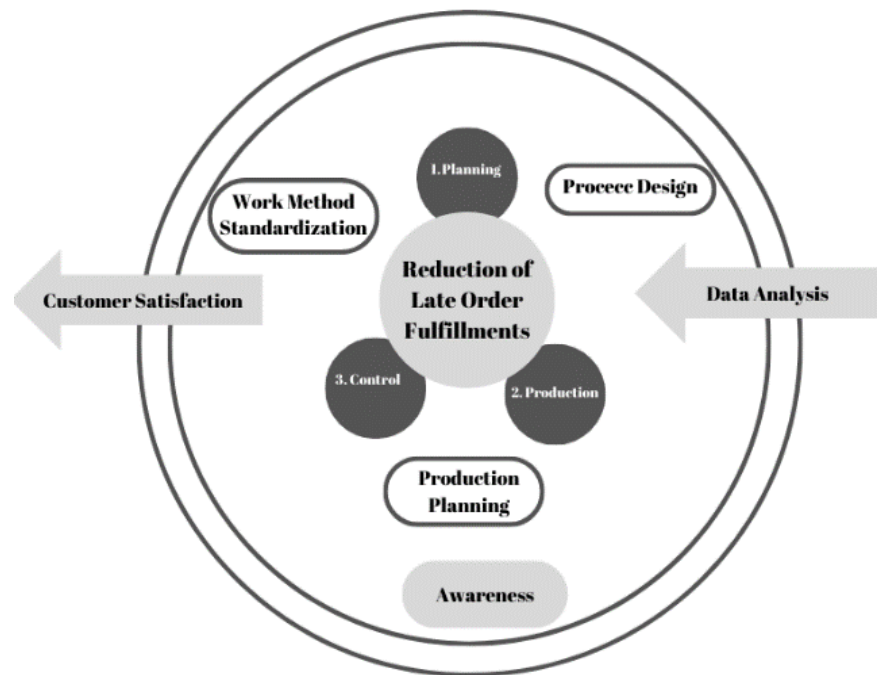 1. Planning
Work Method
Standardization
Procecc Design
Reduction of
Late Order
Fulfillments
Customer Satisfaction
Data Analysis
3. Control
2. Production
Production
Planning
Awareness